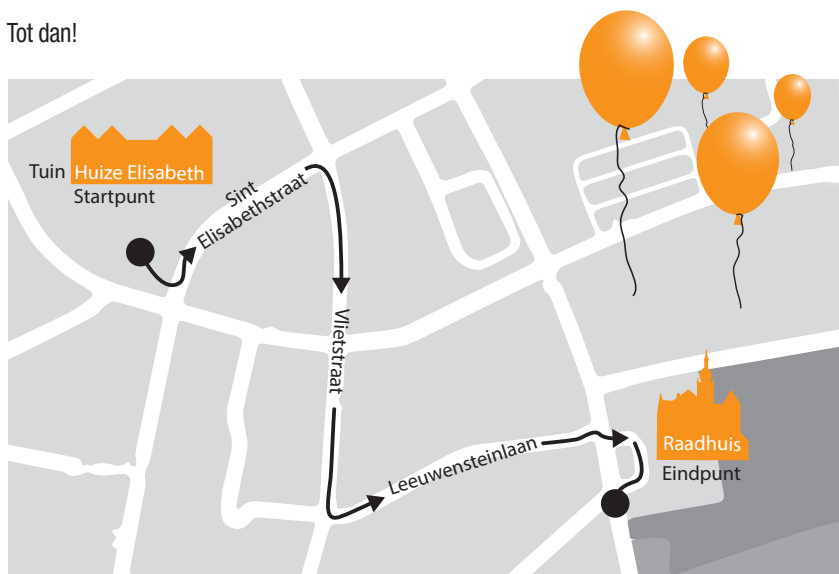 Tot dan!
Tuin Huize Elisabeth
Startpunt
Sint
Elisabethstraat
Vlietstraat
Leeuwensteinlaan
Raadhuis
Eindpunt